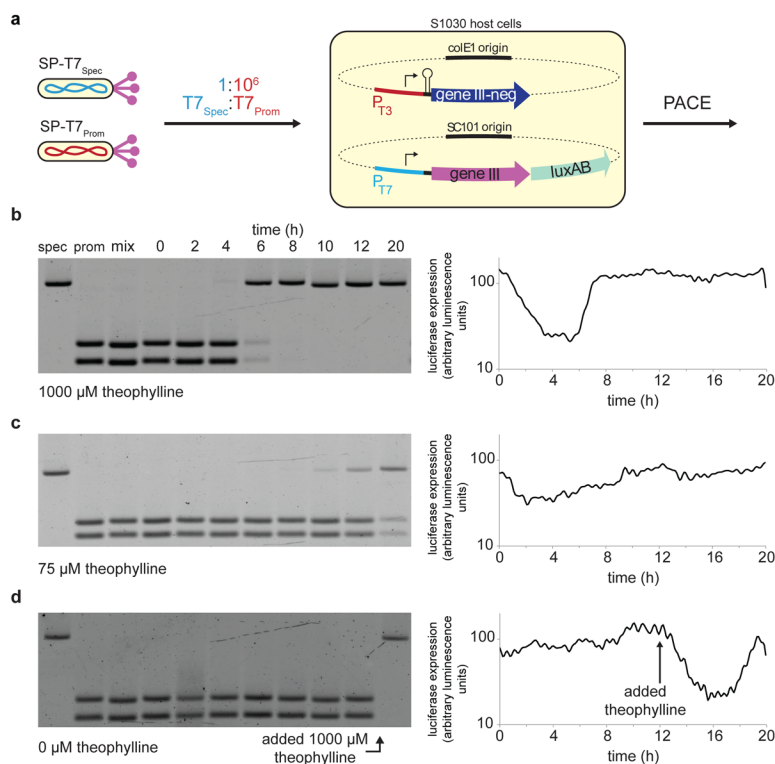 a
S1030 host cells
SP-T7Spec
SP-T7Prom
1:10⁶
T7Spec:T7Prom
colE1 origin
PT3
gene III-neg
SC101 origin
PT7
gene III
luxAB
PACE
b
time (h)
spec prom mix 0 2 4 6 8 10 12 20
1000 µM theophylline
luciferase expression
(arbitrary luminescence
units)
100
10
0 4 8 12 16 20
time (h)
c
75 µM theophylline
luciferase expression
(arbitrary luminescence
units)
100
10
0 4 8 12 16 20
time (h)
d
0 µM theophylline
added 1000 µM
theophylline
luciferase expression
(arbitrary luminescence
units)
100
10
added
theophylline
0 4 8 12 16 20
time (h)